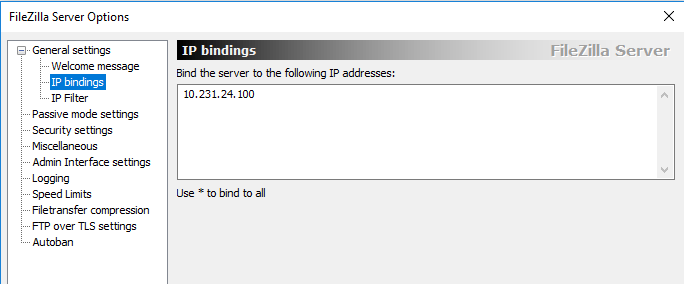 FileZilla Server Options
General settings
Welcome message
IP bindings
IP Filter
Passive mode settings
Security settings
Miscellaneous
Admin Interface settings
Logging
Speed Limits
Filetransfer compression
FTP over TLS settings
Autoban
IP bindings
FileZilla Server
Bind the server to the following IP addresses:
10.231.24.100
Use * to bind to all